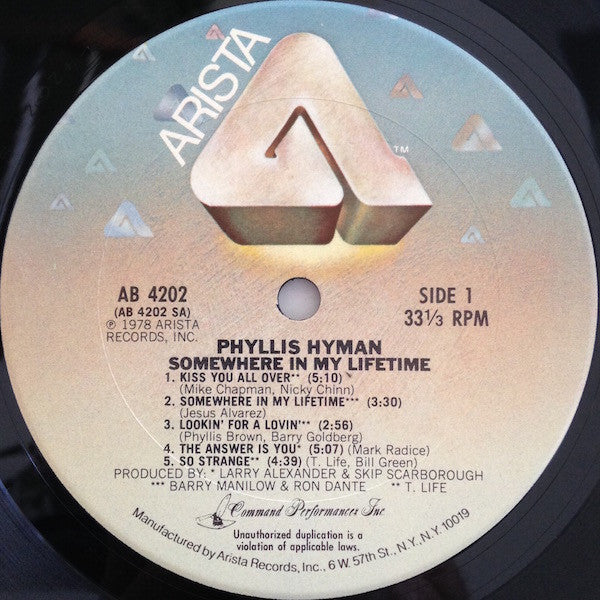 ARISTA
TM
AB 4202
(AB 4202 SA)
℗ 1978 ARISTA
RECORDS, INC.
SIDE 1
33 1/3 RPM
PHYLLIS HYMAN
SOMEWHERE IN MY LIFETIME
1. KISS YOU ALL OVER** (5:10)
(Mike Chapman, Nicky Chinn)
2. SOMEWHERE IN MY LIFETIME*** (3:30)
(Jesus Alvarez)
3. LOOKIN' FOR A LOVIN'** (2:56)
(Phyllis Brown, Barry Goldberg)
4. THE ANSWER IS YOU* (5:07) (Mark Radice)
5. SO STRANGE** (4:39) (T. Life, Bill Green)
PRODUCED BY: * LARRY ALEXANDER & SKIP SCARBOROUGH
*** BARRY MANILOW & RON DANTE ** T. LIFE
Command Performances Inc
Unauthorized duplication is a
violation of applicable laws.
Manufactured by Arista Records, Inc., 6 W. 57th St., N.Y., N.Y. 10019